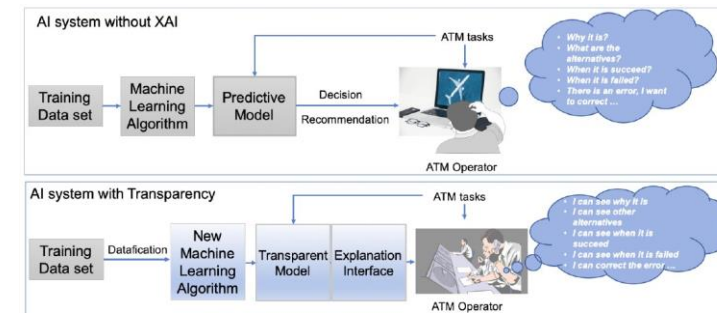 AI system without XAI
ATM tasks
Training
Data set
Machine
Learning
Algorithm
Predictive
Model
Decision
Recommendation
ATM Operator
• Why it is?
• What are the
alternatives?
• When it is succeed?
• When it is failed?
• There is an error, I want
to correct ...
AI system with Transparency
ATM tasks
Training
Data set
Datafication
New
Machine
Learning
Algorithm
Transparent
Model
Explanation
Interface
ATM Operator
• I can see why it is
• I can see other
alternatives
• I can see when it is
succeed
• I can see when it is failed
• I can correct the error ...